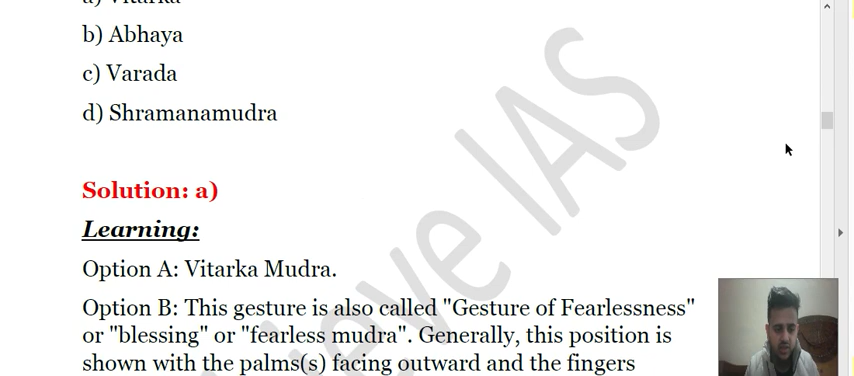 b) Abhaya
c) Varada
d) Shramanamudra
Solution: a)
Learning:
Option A: Vitarka Mudra.
Option B: This gesture is also called "Gesture of Fearlessness"
or "blessing" or "fearless mudra". Generally, this position is
shown with the palms(s) facing outward and the fingers
IAS